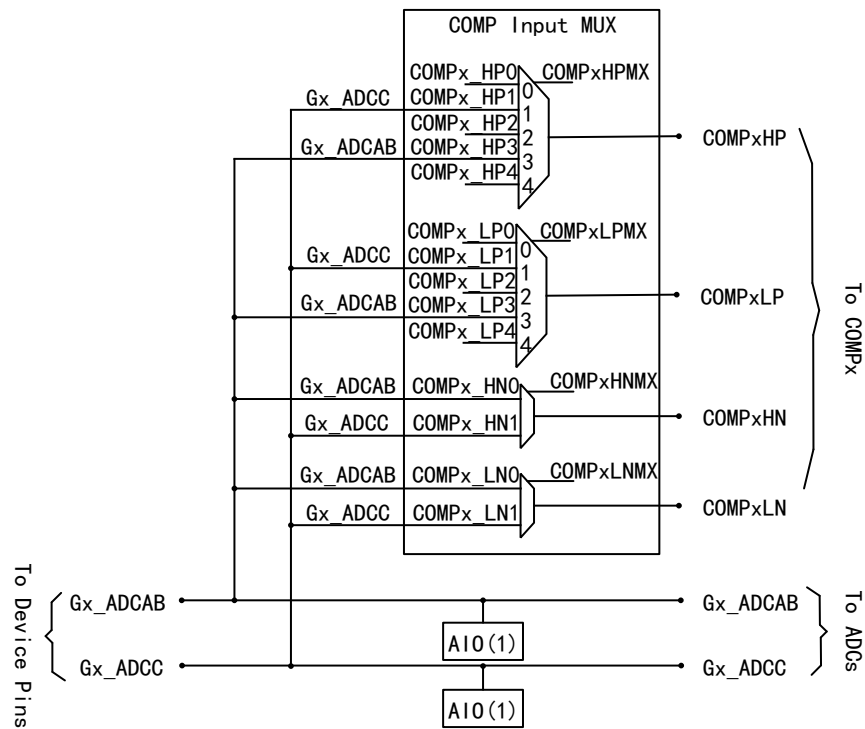 COMP Input MUX
COMPx_HP0 COMPxHPMX
0
Gx_ADCC COMPx_HP1
1
COMPx_HP2
2
COMPxHP
Gx_ADCAB COMPx_HP3
3
COMPx_HP4
4
COMPx_LP0 COMPxLPMX
0
Gx_ADCC COMPx_LP1
1
COMPx_LP2
2
COMPxLP
Gx_ADCAB COMPx_LP3
3
COMPx_LP4
4
To COMPx
Gx_ADCAB COMPx_HN0 COMPxHNMX
Gx_ADCC COMPx_HN1 COMPxHN
Gx_ADCAB COMPx_LN0 COMPxLNMX
Gx_ADCC COMPx_LN1 COMPxLN
To Device Pins
Gx_ADCAB Gx_ADCAB
AIO(1)
Gx_ADCC Gx_ADCC
AIO(1)
To ADCs